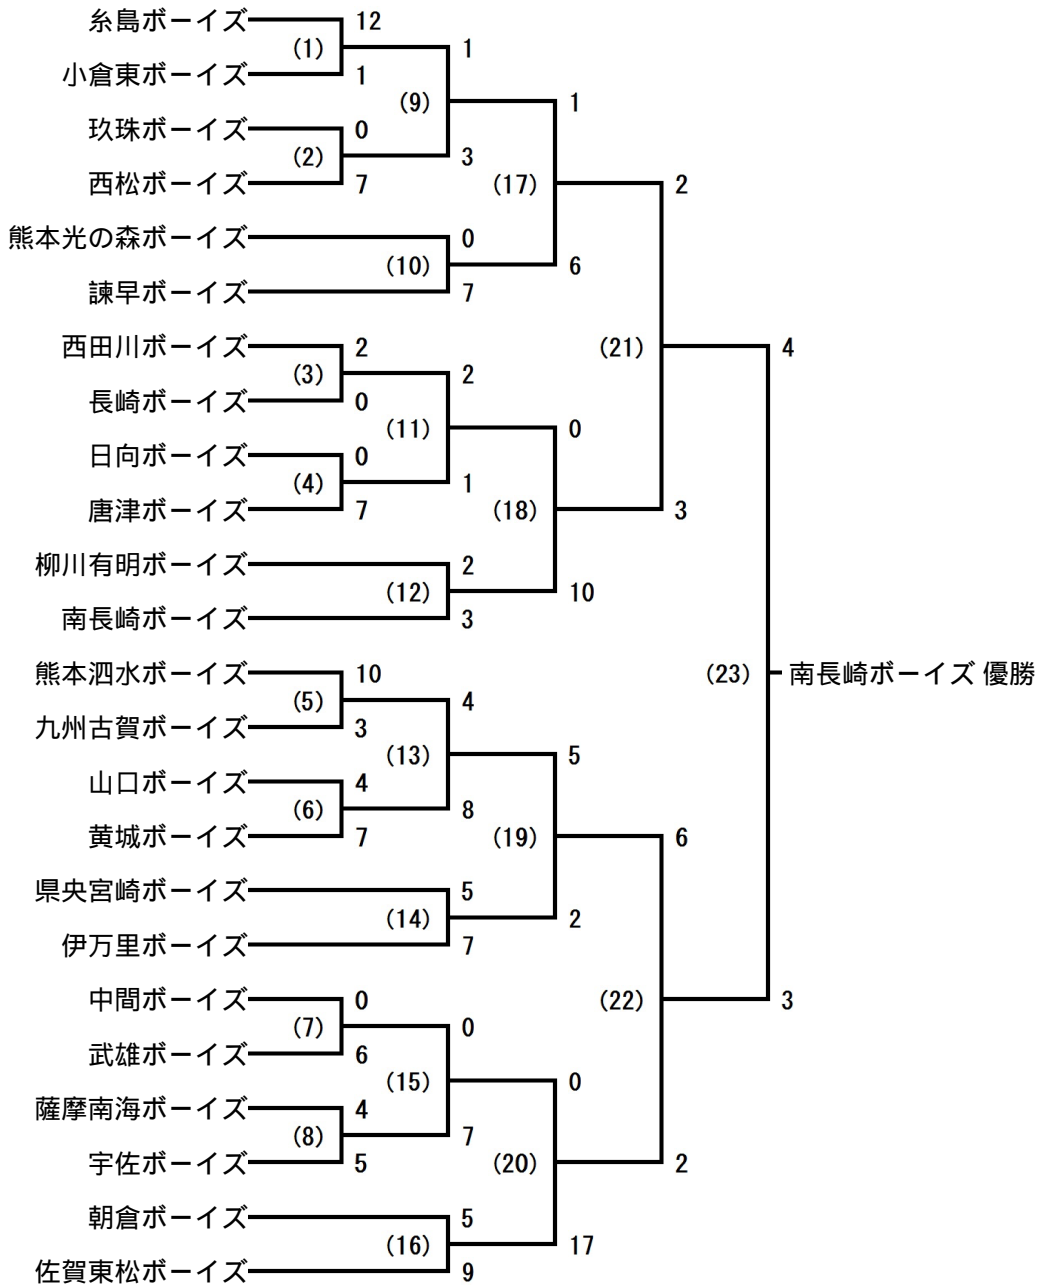 糸島ボーイズ 12
(1) 1
小倉東ボーイズ 1
(9) 1
玖珠ボーイズ 0
(2) 3
西松ボーイズ 7
(17) 2
熊本光の森ボーイズ 0
(10) 6
諫早ボーイズ 7
西田川ボーイズ 2
(21) 4
(3) 2
長崎ボーイズ 0
(11) 0
日向ボーイズ 0
(4) 1
唐津ボーイズ 7
(18) 3
柳川有明ボーイズ 2
(12) 10
南長崎ボーイズ 3
熊本泗水ボーイズ 10
(23) 南長崎ボーイズ 優勝
(5) 4
九州古賀ボーイズ 3
(13) 5
山口ボーイズ 4
(6) 8
黄城ボーイズ 7
(19) 6
県央宮崎ボーイズ 5
(14) 2
伊万里ボーイズ 7
中間ボーイズ 0
(22) 3
(7) 0
武雄ボーイズ 6
(15) 0
薩摩南海ボーイズ 4
(8) 7
宇佐ボーイズ 5
(20) 2
朝倉ボーイズ 5
(16) 17
佐賀東松ボーイズ 9